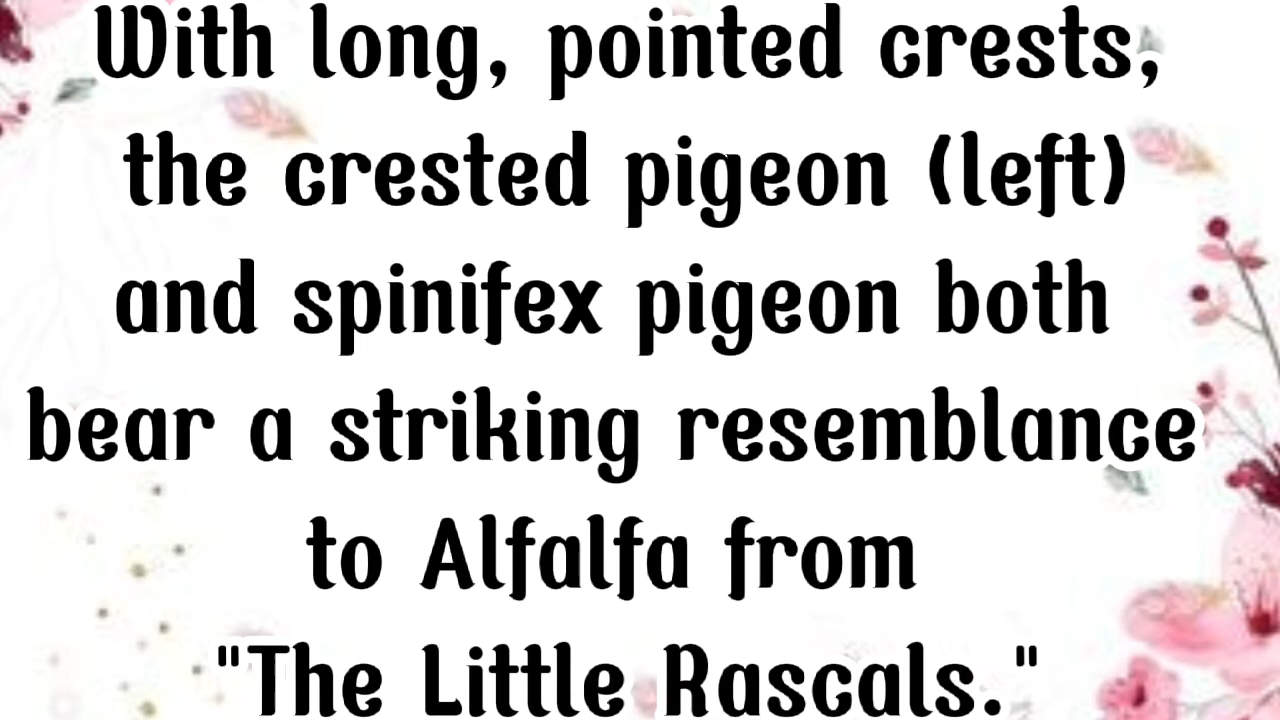 With long, pointed crests,
the crested pigeon (left)
and spinifex pigeon both
bear a striking resemblance
to Alfalfa from
"The Little Rascals."